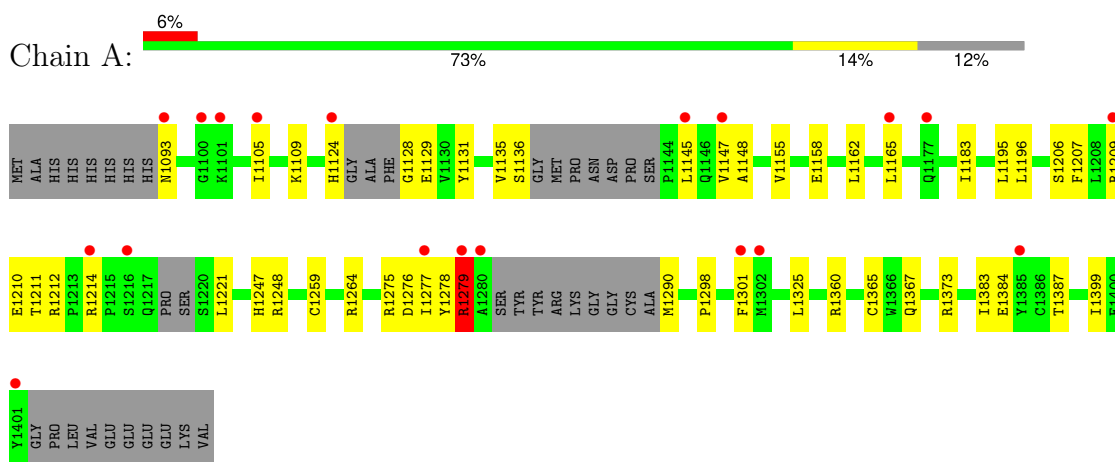 6%
Chain A:
73% 14% 12%
MET ALA HIS HIS HIS HIS HIS HIS HIS N1093 G1100 K1101 I1105 K1109 H1124 GLY ALA PHE G1128 E1129 V1130 Y1131 V1135 S1136 GLY MET PRO ASN ASP PRO SER P1144 L1145 Q1146 V1147 A1148 V1155 E1158 L1162 L1165 Q1177 I1183 L1195 L1196 S1206 F1207 L1208 R1209
E1210 T1211 R1212 P1213 R1214 P1215 S1216 Q1217 PRO SER S1220 L1221 H1247 R1248 C1259 R1264 R1275 D1276 I1277 Y1278 R1279 A1280 SER TYR TYR ARG LYS GLY GLY CYS ALA M1290 P1298 F1301 M1302 L1325 R1360 C1365 W1366 Q1367 R1373 I1383 E1384 Y1385 C1386 T1387 I1399 E1400
Y1401 GLY PRO LEU VAL GLU GLU GLU GLU LYS VAL